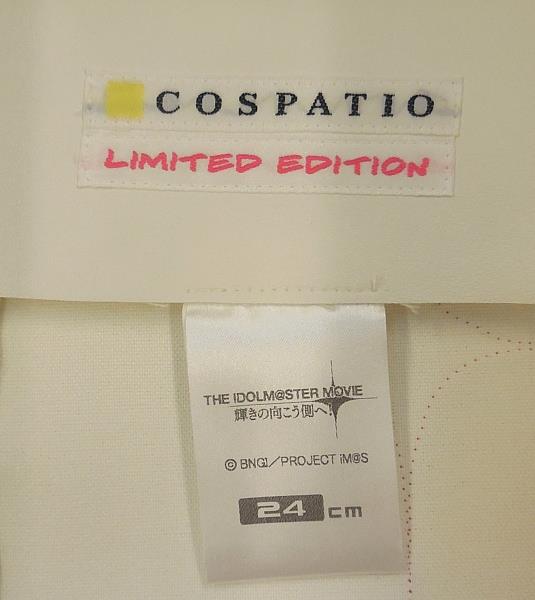 COSPATIO
LIMITED EDITION
THE IDOLM@STER MOVIE
輝きの向こう側へ!
© BNGI/PROJECT iM@S
24 cm